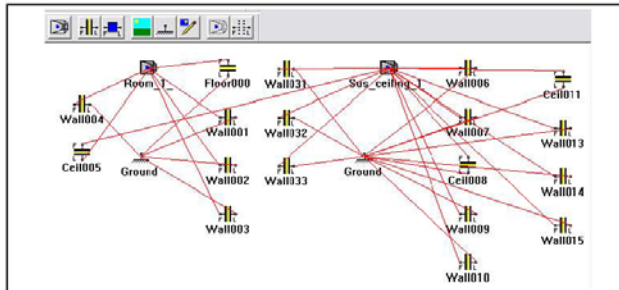 Room_1_
Floor000
Wall031
Sus_ceiling_1
Wall006
Ceil011
Wall004
Wall001
Wall032
Wall007
Wall013
Ceil005
Ground
Wall002
Wall033
Ground
Ceil008
Wall014
Wall003
Wall009
Wall015
Wall010